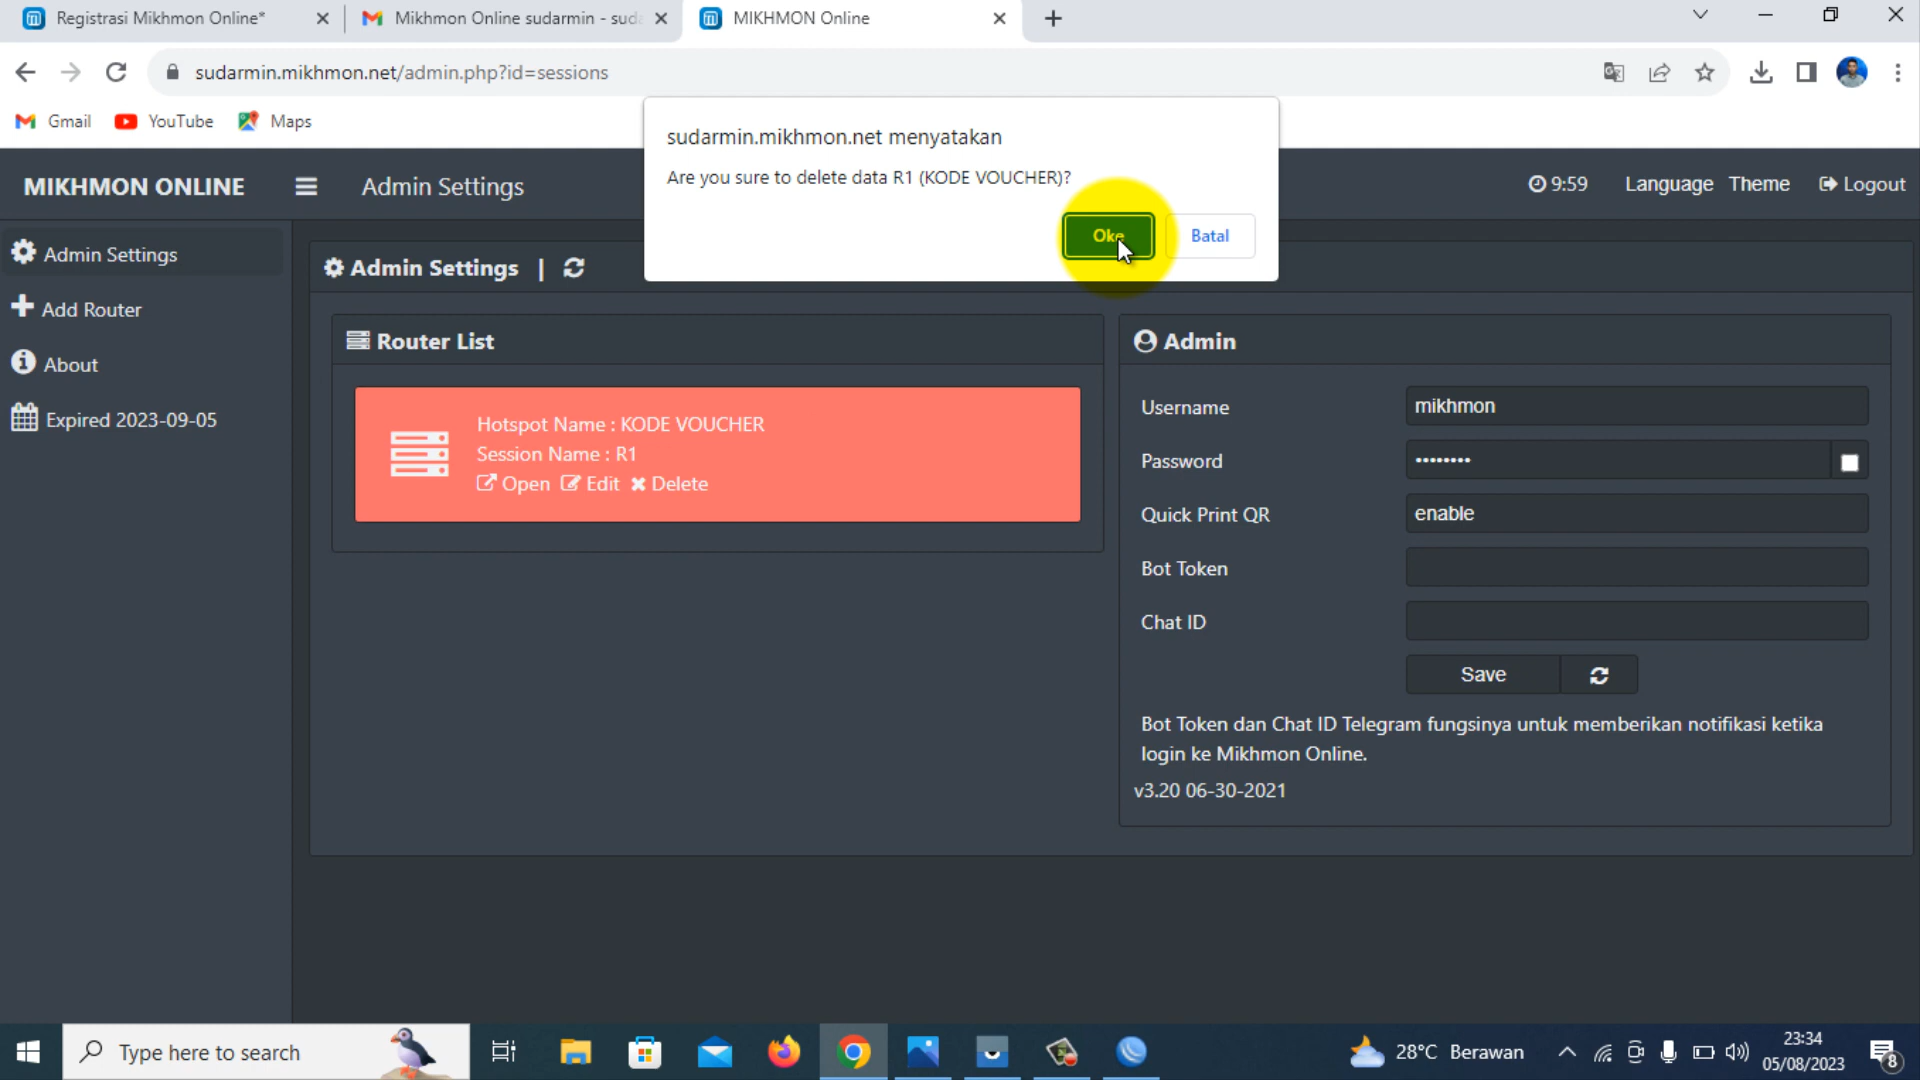 Registrasi Mikhmon Online*
Mikhmon Online sudarmin - suda
MIKHMON Online
sudarmin.mikhmon.net/admin.php?id=sessions
Gmail
YouTube
Maps
sudarmin.mikhmon.net menyatakan
Are you sure to delete data R1 (KODE VOUCHER)?
Oke
Batal
MIKHMON ONLINE
Admin Settings
9:59
Language
Theme
Logout
Admin Settings
Add Router
About
Expired 2023-09-05
Admin Settings |
Router List
Hotspot Name : KODE VOUCHER
Session Name : R1
Open Edit Delete
Admin
Username
mikhmon
Password
••••••••
Quick Print QR
enable
Bot Token
Chat ID
Save
Bot Token dan Chat ID Telegram fungsinya untuk memberikan notifikasi ketika
login ke Mikhmon Online.
v3.20 06-30-2021
Type here to search
28°C Berawan
23:34
05/08/2023
8